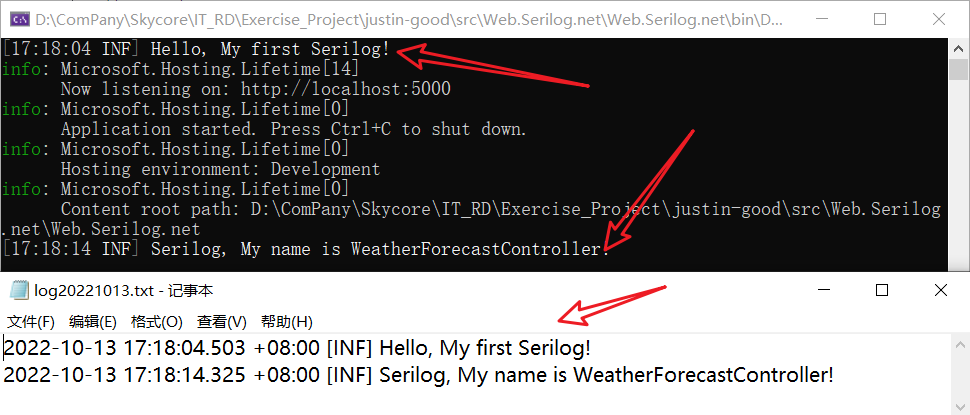 D:\ComPany\Skycore\IT_RD\Exercise_Project\justin-good\src\Web.Serilog.net\Web.Serilog.net\bin\D...
[17:18:04 INF] Hello, My first Serilog!
info: Microsoft.Hosting.Lifetime[14]
Now listening on: http://localhost:5000
info: Microsoft.Hosting.Lifetime[0]
Application started. Press Ctrl+C to shut down.
info: Microsoft.Hosting.Lifetime[0]
Hosting environment: Development
info: Microsoft.Hosting.Lifetime[0]
Content root path: D:\ComPany\Skycore\IT_RD\Exercise_Project\justin-good\src\Web.Serilog
.net\Web.Serilog.net
[17:18:14 INF] Serilog, My name is WeatherForecastController!
log20221013.txt - 记事本
文件(F) 编辑(E) 格式(O) 查看(V) 帮助(H)
2022-10-13 17:18:04.503 +08:00 [INF] Hello, My first Serilog!
2022-10-13 17:18:14.325 +08:00 [INF] Serilog, My name is WeatherForecastController!